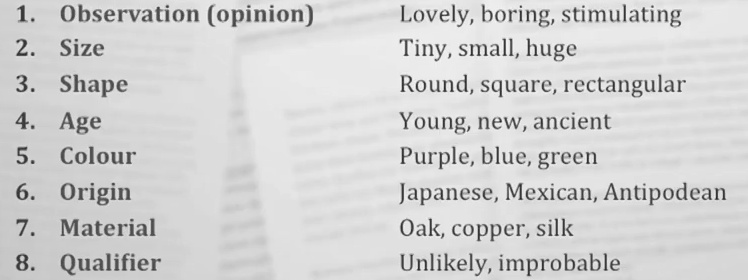 1. Observation (opinion) Lovely, boring, stimulating
2. Size Tiny, small, huge
3. Shape Round, square, rectangular
4. Age Young, new, ancient
5. Colour Purple, blue, green
6. Origin Japanese, Mexican, Antipodean
7. Material Oak, copper, silk
8. Qualifier Unlikely, improbable